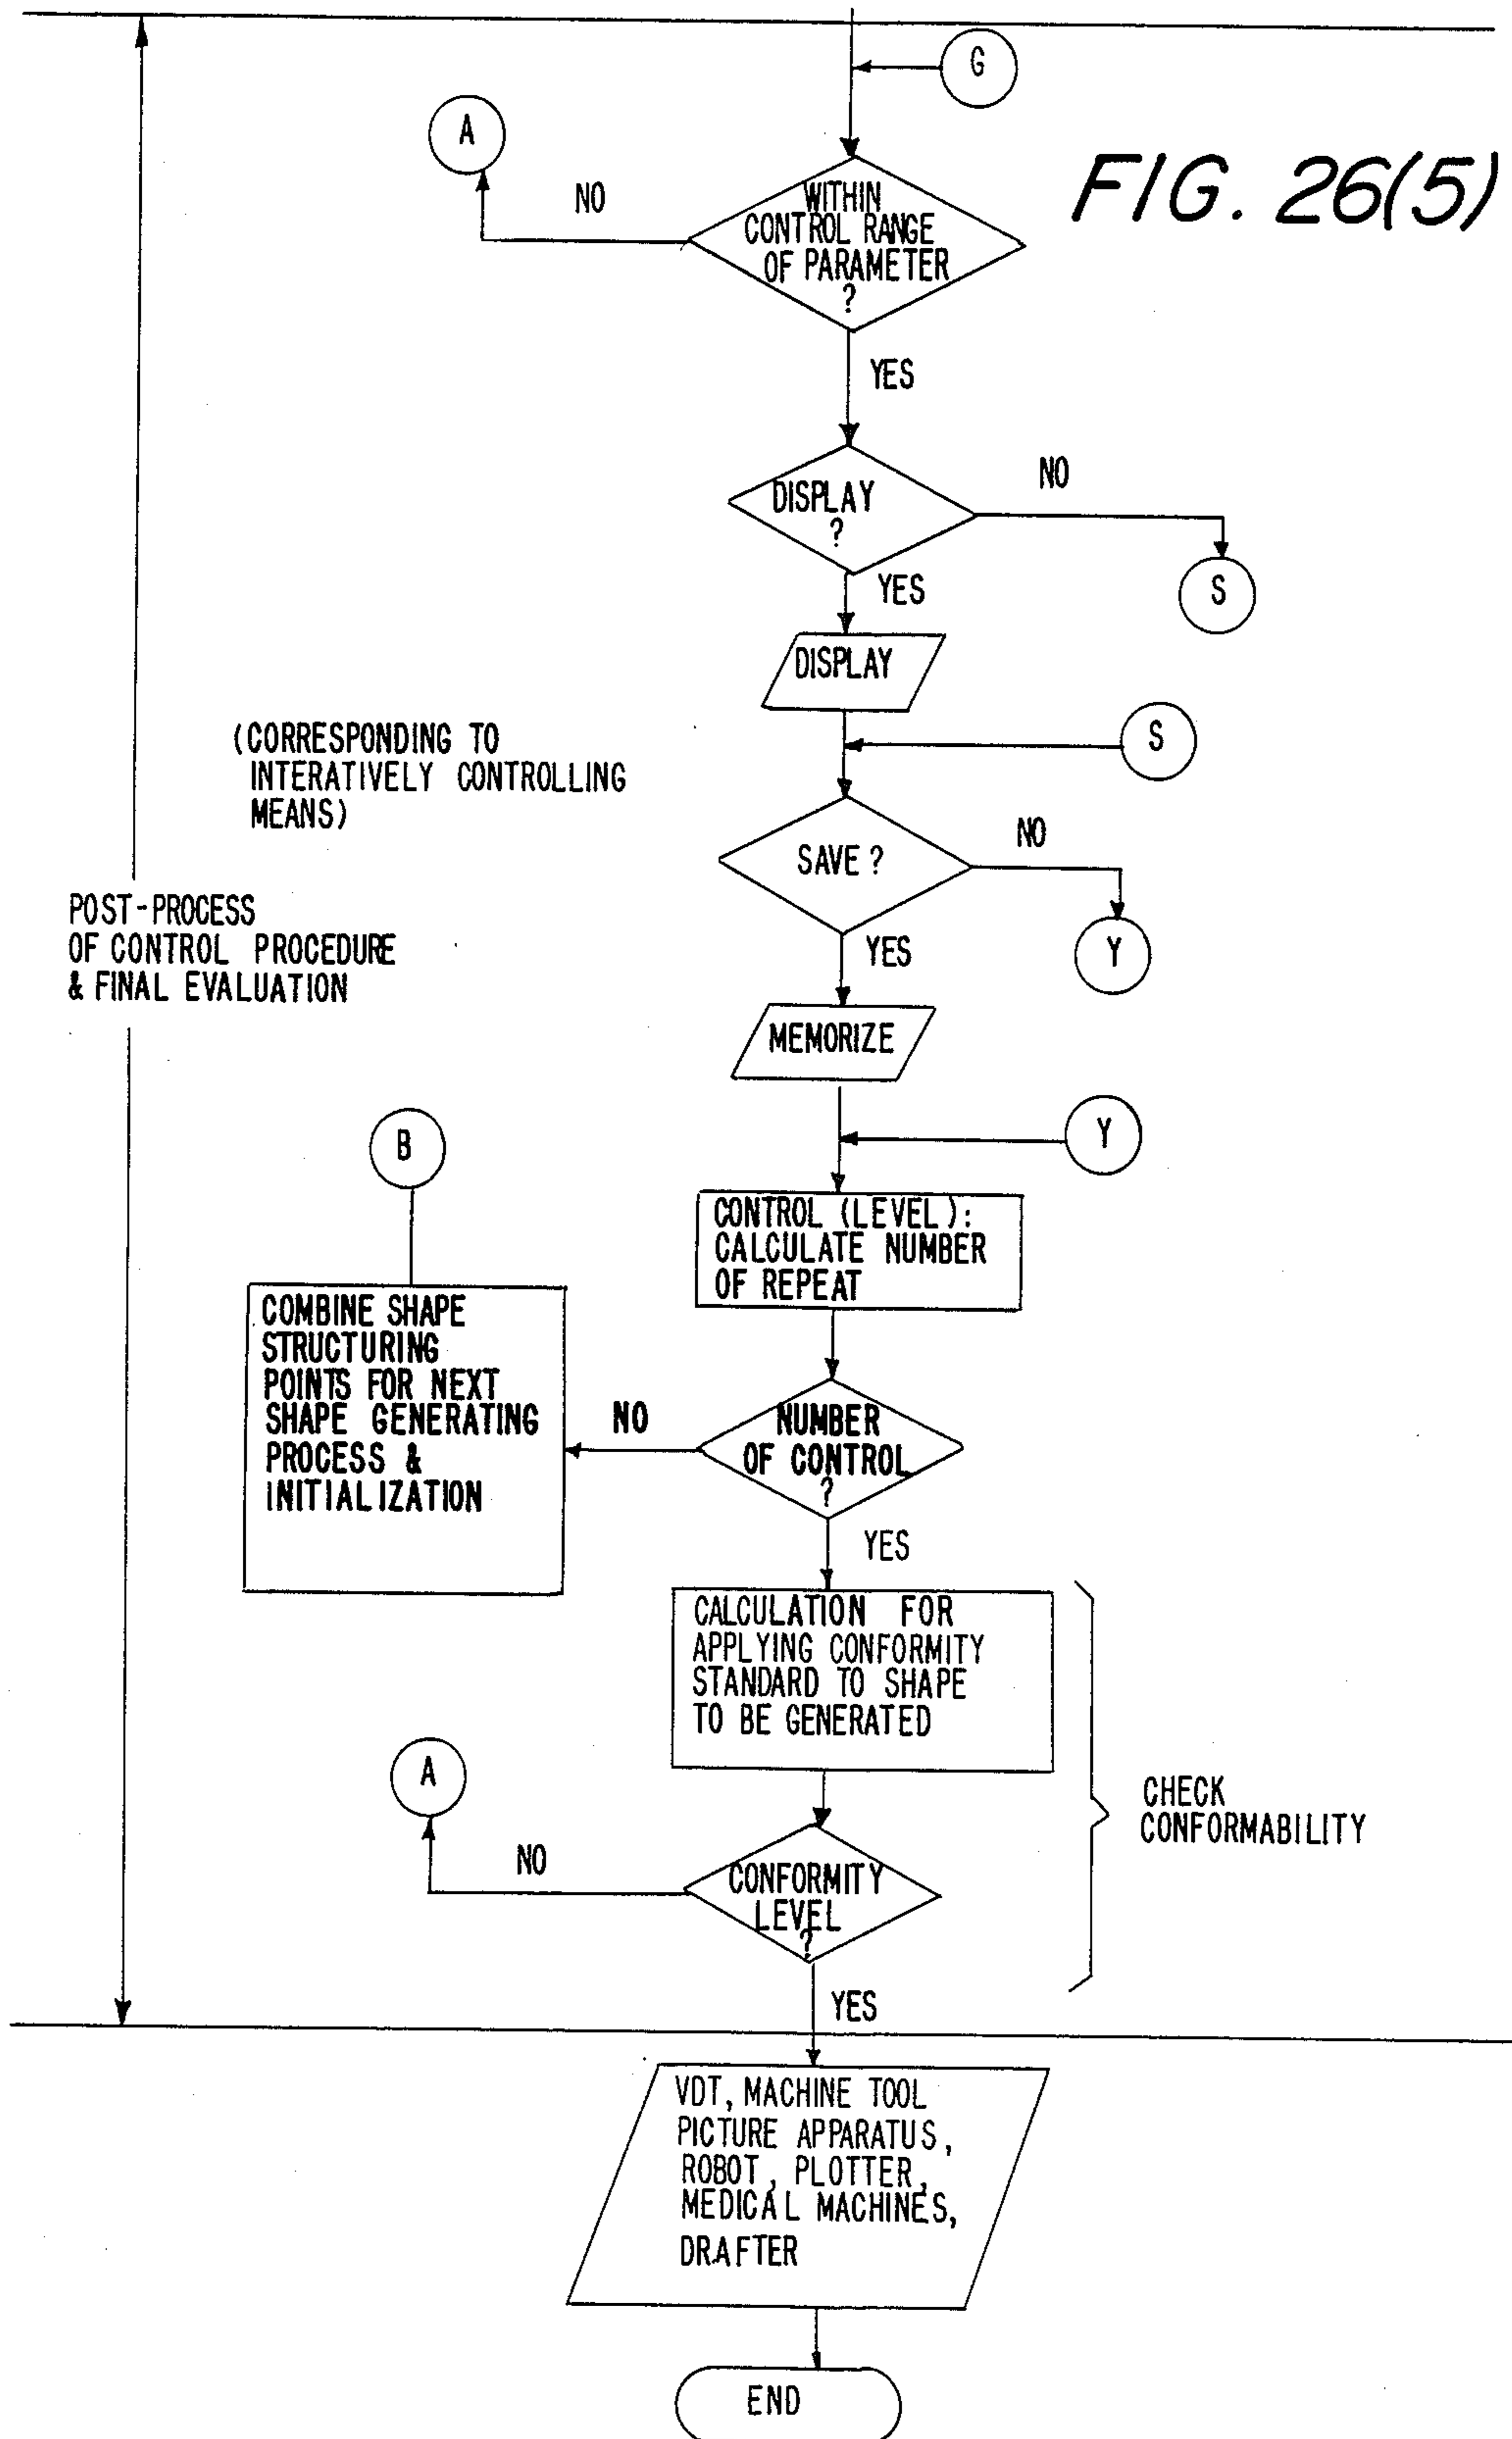 G
FIG. 26(5)
A
NO
WITHIN
CONTROL RANGE
OF PARAMETER
?
YES
DISPLAY
?
NO
S
YES
DISPLAY
S
(CORRESPONDING TO
INTERATIVELY CONTROLLING
MEANS)
SAVE ?
NO
Y
YES
POST-PROCESS
OF CONTROL PROCEDURE
& FINAL EVALUATION
MEMORIZE
Y
B
CONTROL (LEVEL):
CALCULATE NUMBER
OF REPEAT
COMBINE SHAPE
STRUCTURING
POINTS FOR NEXT
SHAPE GENERATING
PROCESS &
INITIALIZATION
NO
NUMBER
OF CONTROL
?
YES
CALCULATION FOR
APPLYING CONFORMITY
STANDARD TO SHAPE
TO BE GENERATED
A
CHECK
CONFORMABILITY
NO
CONFORMITY
LEVEL
?
YES
VDT, MACHINE TOOL
PICTURE APPARATUS,
ROBOT, PLOTTER,
MEDICAL MACHINES,
DRAFTER
END